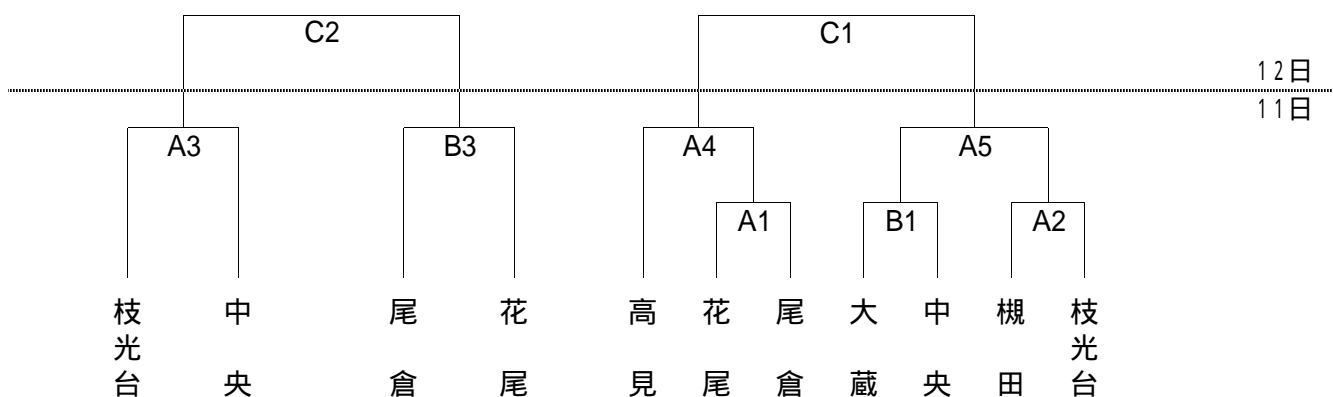 C2 C1
12日
11日
A3 B3 A4 A5
A1 B1 A2
枝光台
中央
尾倉
花尾
高見
花尾
尾倉
大蔵
中央
槻田
枝光台